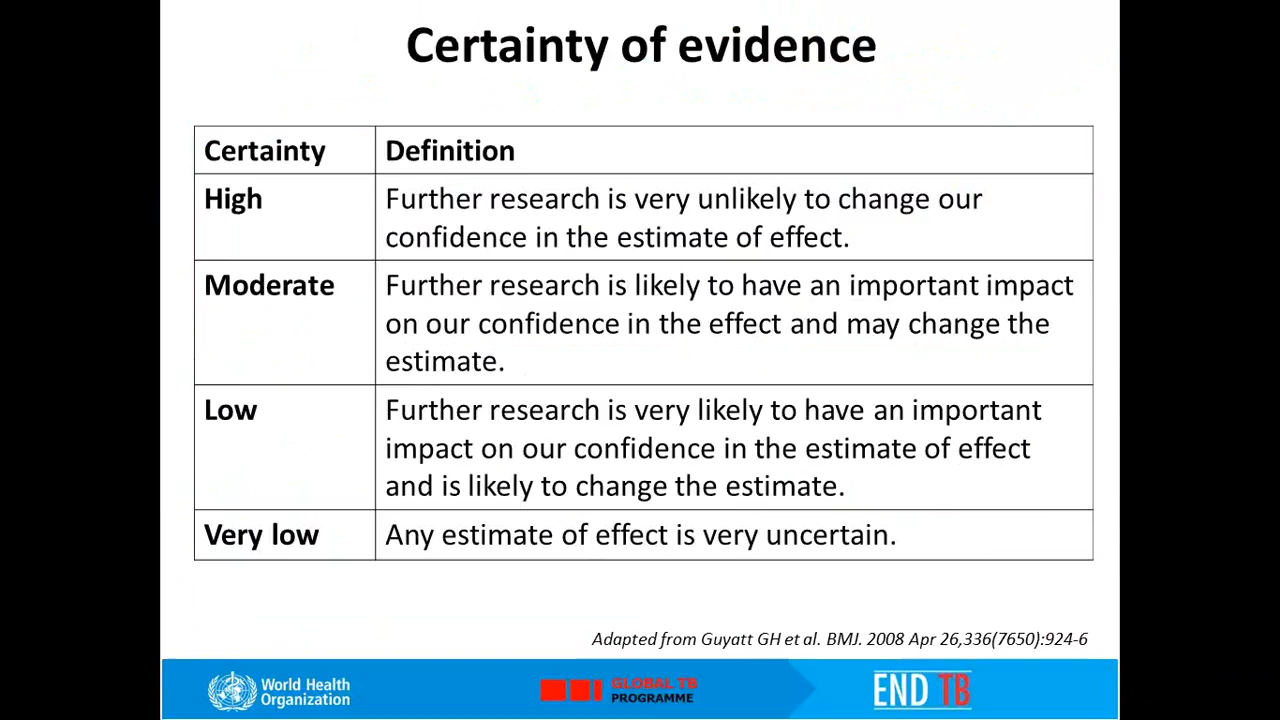 Certainty of evidence
Certainty Definition
High Further research is very unlikely to change our
confidence in the estimate of effect.
Moderate Further research is likely to have an important impact
on our confidence in the effect and may change the
estimate.
Low Further research is very likely to have an important
impact on our confidence in the estimate of effect
and is likely to change the estimate.
Very low Any estimate of effect is very uncertain.
Adapted from Guyatt GH et al. BMJ. 2008 Apr 26,336(7650):924-6
World Health
Organization
GLOBAL TB
PROGRAMME
END TB